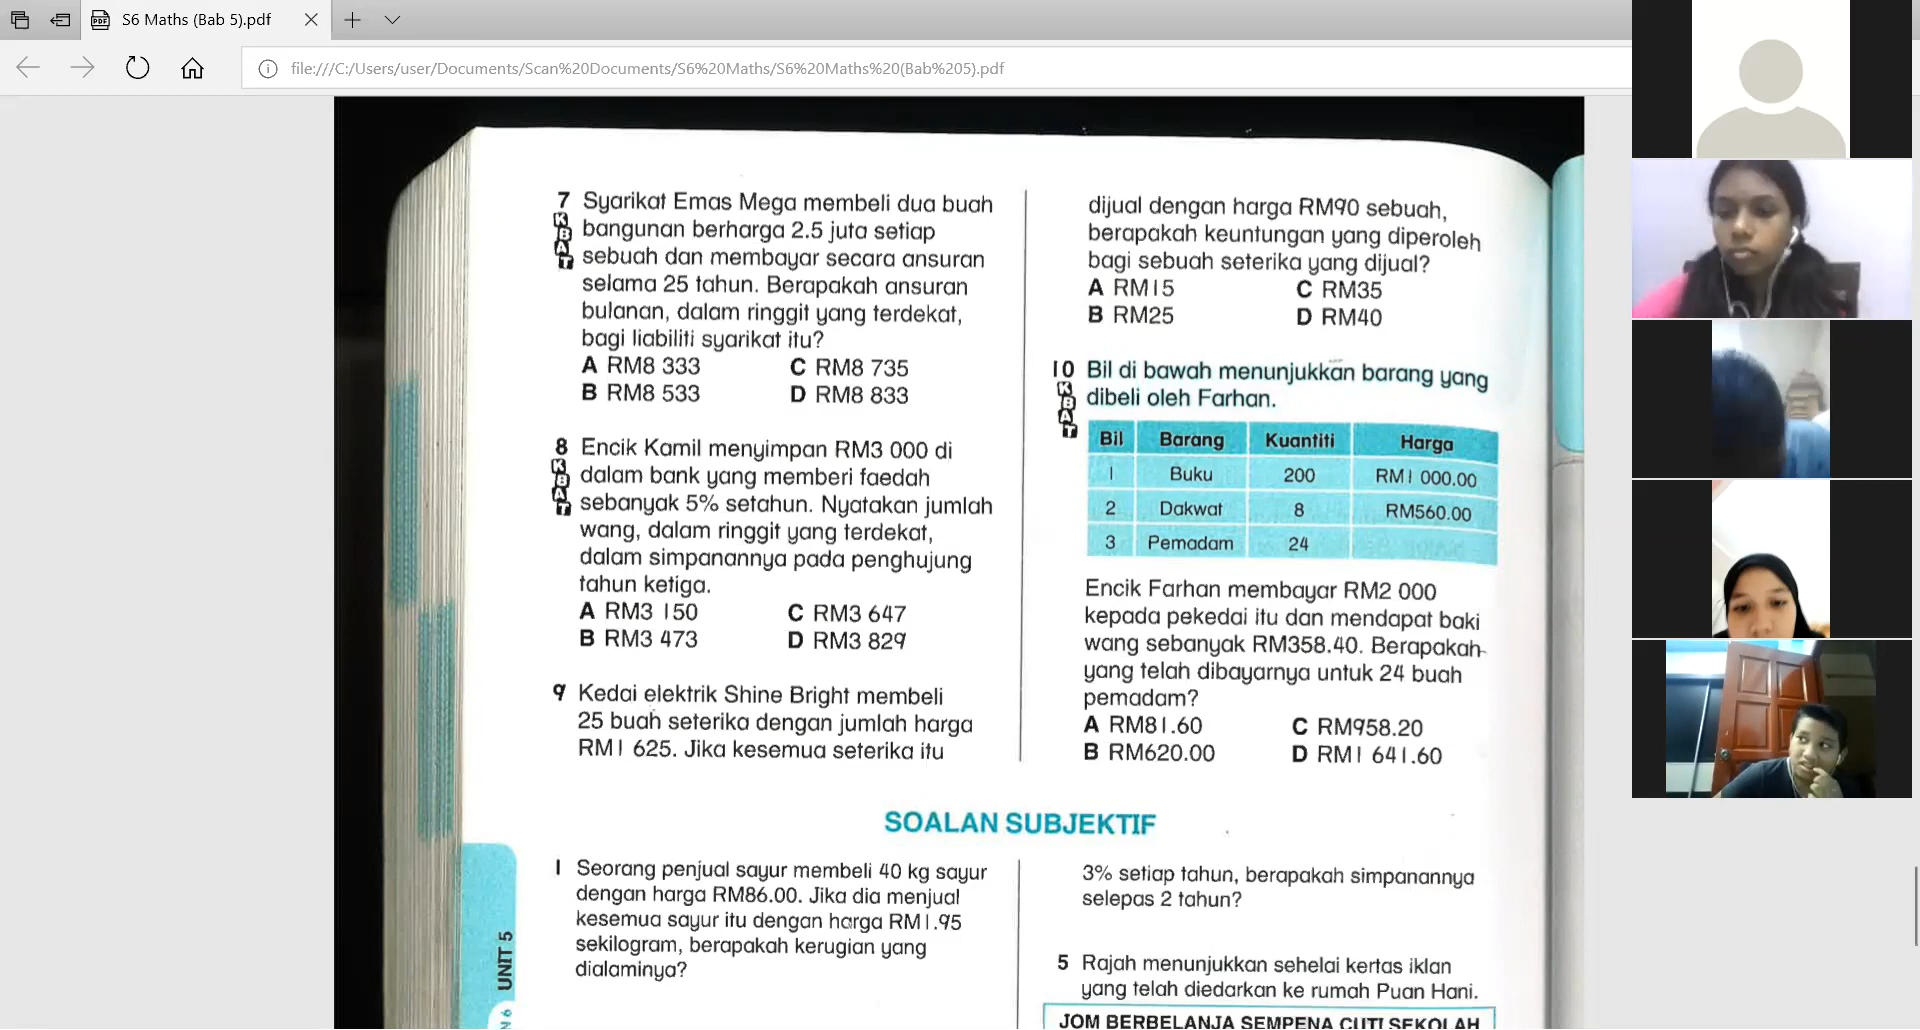 S6 Maths (Bab 5).pdf
file:///C:/Users/user/Documents/Scan%20Documents/S6%20Maths/S6%20Maths%20(Bab%205).pdf
7 Syarikat Emas Mega membeli dua buah
KBAT
bangunan berharga 2.5 juta setiap
sebuah dan membayar secara ansuran
selama 25 tahun. Berapakah ansuran
bulanan, dalam ringgit yang terdekat,
bagi liabiliti syarikat itu?
A RM8 333 C RM8 735
B RM8 533 D RM8 833
8 Encik Kamil menyimpan RM3 000 di
KBAT
dalam bank yang memberi faedah
sebanyak 5% setahun. Nyatakan jumlah
wang, dalam ringgit yang terdekat,
dalam simpanannya pada penghujung
tahun ketiga.
A RM3 150 C RM3 647
B RM3 473 D RM3 829
9 Kedai elektrik Shine Bright membeli
25 buah seterika dengan jumlah harga
RM1 625. Jika kesemua seterika itu
dijual dengan harga RM90 sebuah,
berapakah keuntungan yang diperoleh
bagi sebuah seterika yang dijual?
A RM15 C RM35
B RM25 D RM40
10 Bil di bawah menunjukkan barang yang
KBAT
dibeli oleh Farhan.
Bil Barang Kuantiti Harga
1 Buku 200 RM1 000.00
2 Dakwat 8 RM560.00
3 Pemadam 24
Encik Farhan membayar RM2 000
kepada pekedai itu dan mendapat baki
wang sebanyak RM358.40. Berapakah
yang telah dibayarnya untuk 24 buah
pemadam?
A RM81.60 C RM958.20
B RM620.00 D RM1 641.60
SOALAN SUBJEKTIF
1 Seorang penjual sayur membeli 40 kg sayur
dengan harga RM86.00. Jika dia menjual
kesemua sayur itu dengan harga RM1.95
sekilogram, berapakah kerugian yang
dialaminya?
3% setiap tahun, berapakah simpanannya
selepas 2 tahun?
5 Rajah menunjukkan sehelai kertas iklan
yang telah diedarkan ke rumah Puan Hani.
JOM BERBELANJA SEMPENA CUTI SEKOLAH
UNIT 5